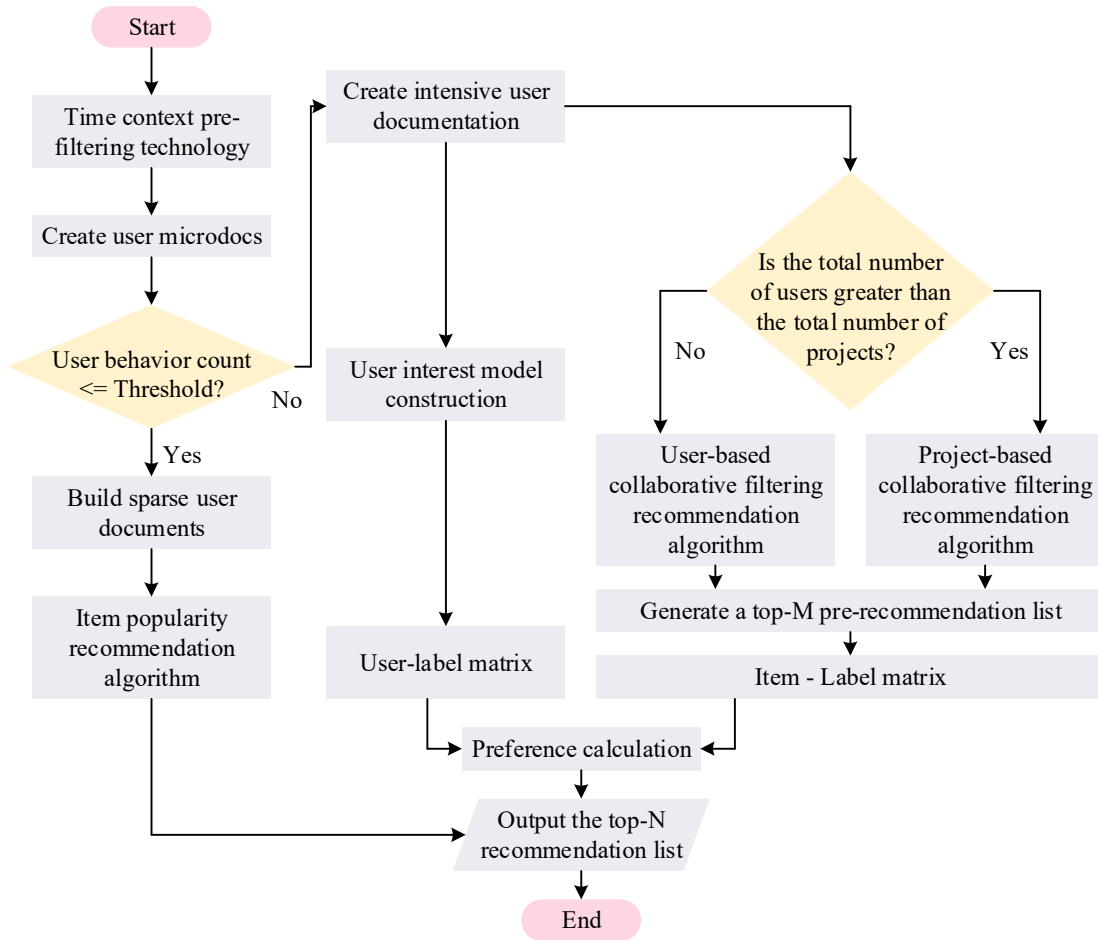 Start
Time context pre-
filtering technology
Create user microdocs
User behavior count
<= Threshold?
No
Yes
Build sparse user
documents
Item popularity
recommendation
algorithm
Create intensive user
documentation
User interest model
construction
User-label matrix
Is the total number
of users greater than
the total number of
projects?
No
Yes
User-based
collaborative filtering
recommendation
algorithm
Project-based
collaborative filtering
recommendation
algorithm
Generate a top-M pre-recommendation list
Item - Label matrix
Preference calculation
Output the top-N
recommendation list
End